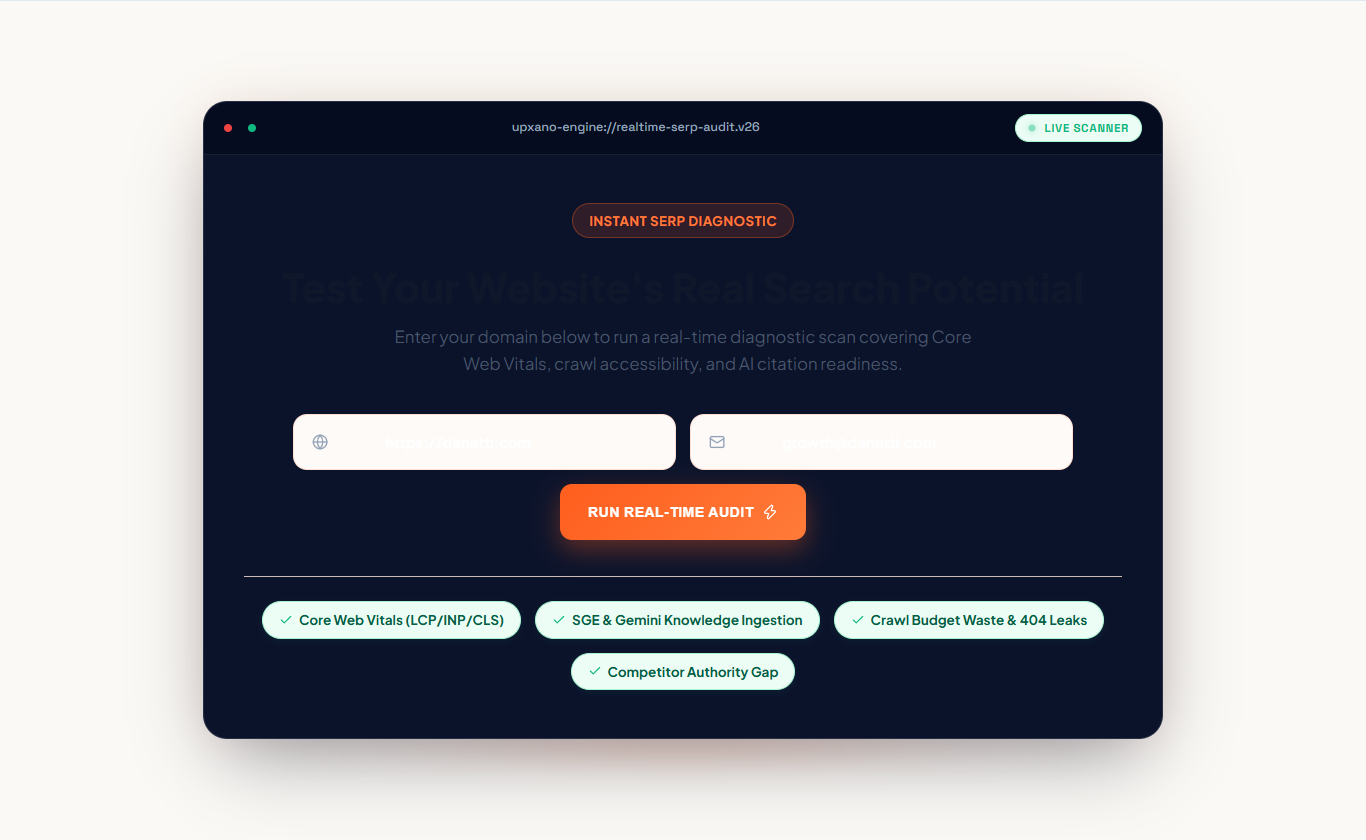 upxano-engine://realtime-serp-audit.v26
LIVE SCANNER
INSTANT SERP DIAGNOSTIC
Test Your Website's Real Search Potential
Enter your domain below to run a real-time diagnostic scan covering Core
Web Vitals, crawl accessibility, and AI citation readiness.
RUN REAL-TIME AUDIT
Core Web Vitals (LCP/INP/CLS)
SGE & Gemini Knowledge Ingestion
Crawl Budget Waste & 404 Leaks
Competitor Authority Gap